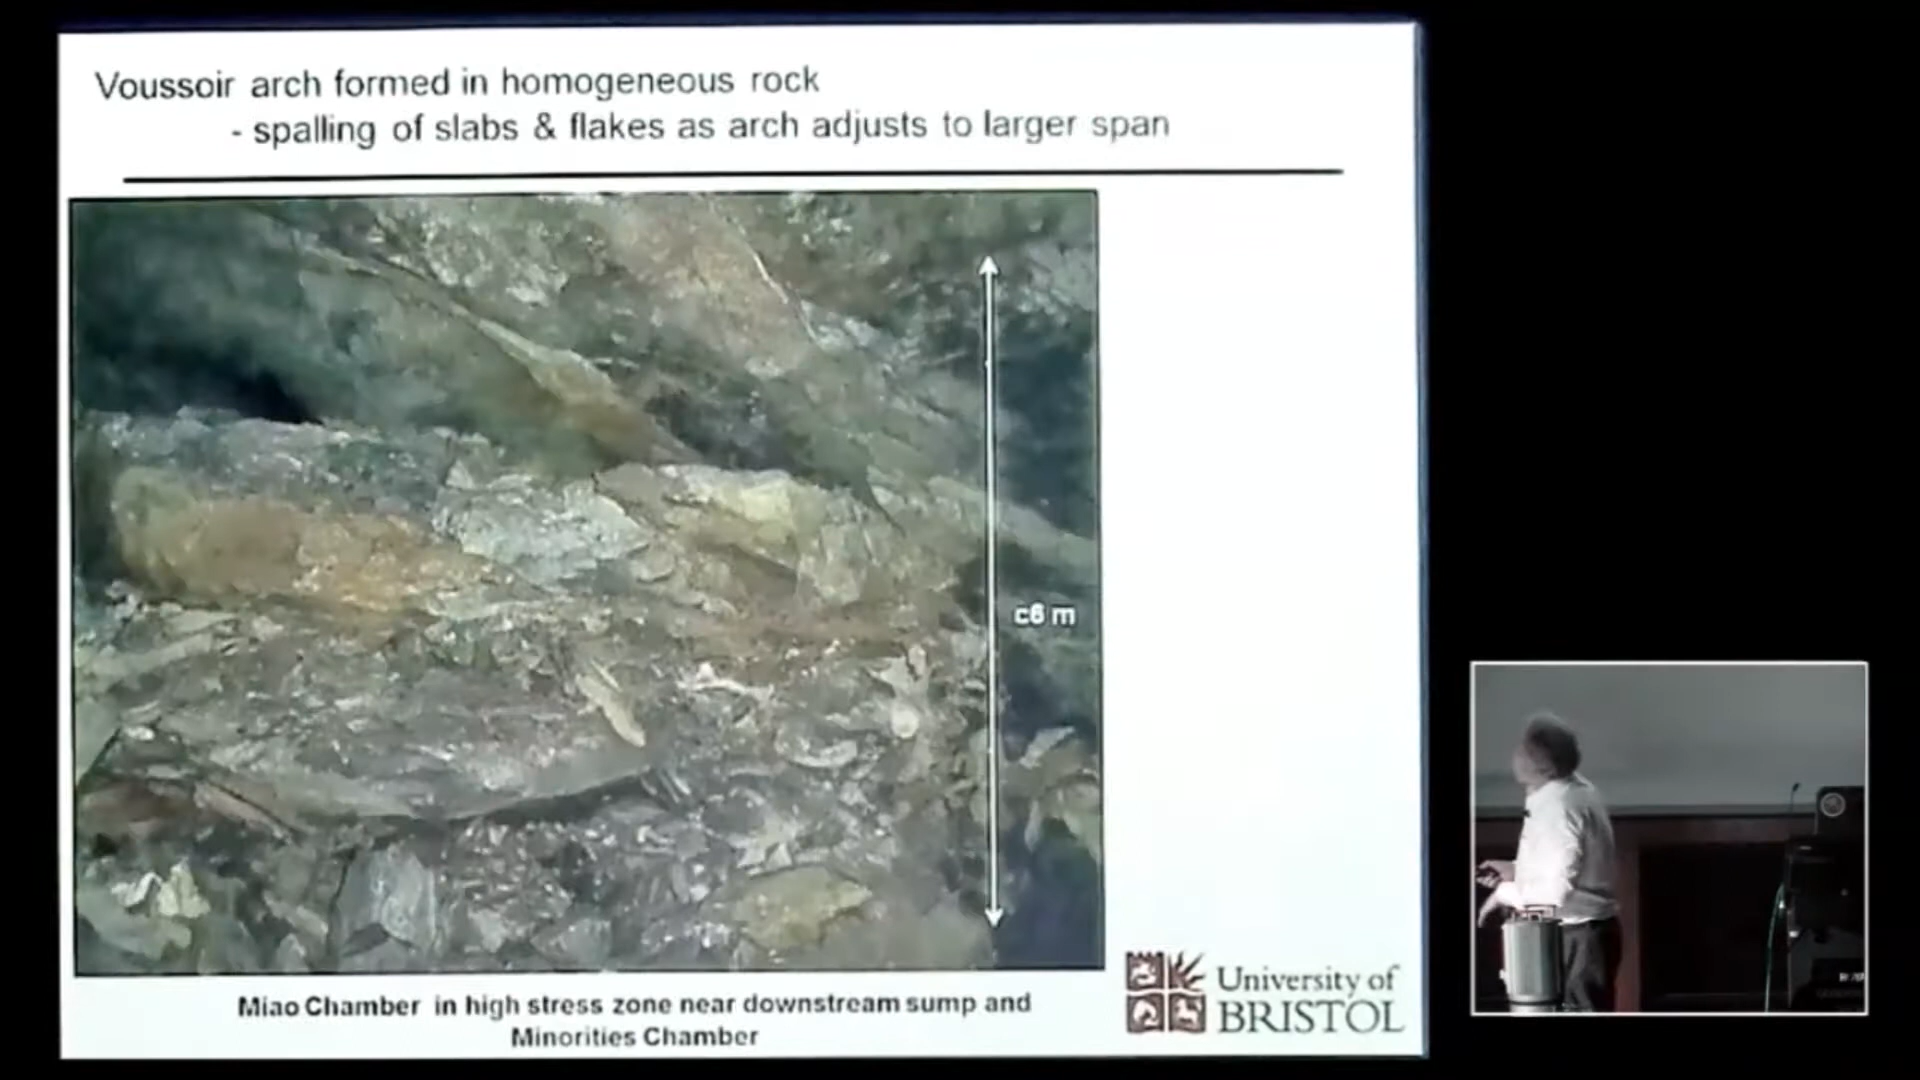 Voussoir arch formed in homogeneous rock
- spalling of slabs & flakes as arch adjusts to larger span
c6 m
Miao Chamber in high stress zone near downstream sump and
Minorities Chamber
University of
BRISTOL